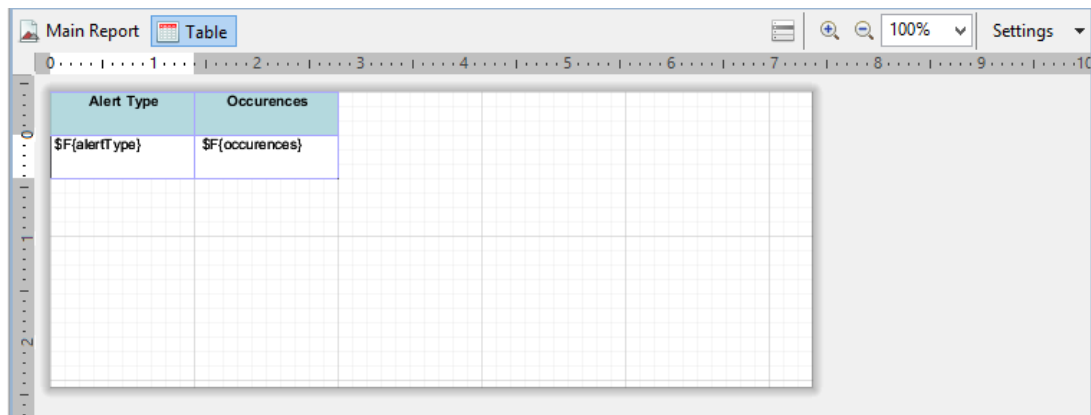 Main Report Table 100% Settings
0 1 2 3 4 5 6 7 8 9 10
Alert Type Occurences
$F{alertType} $F{occurences}
0
1
2